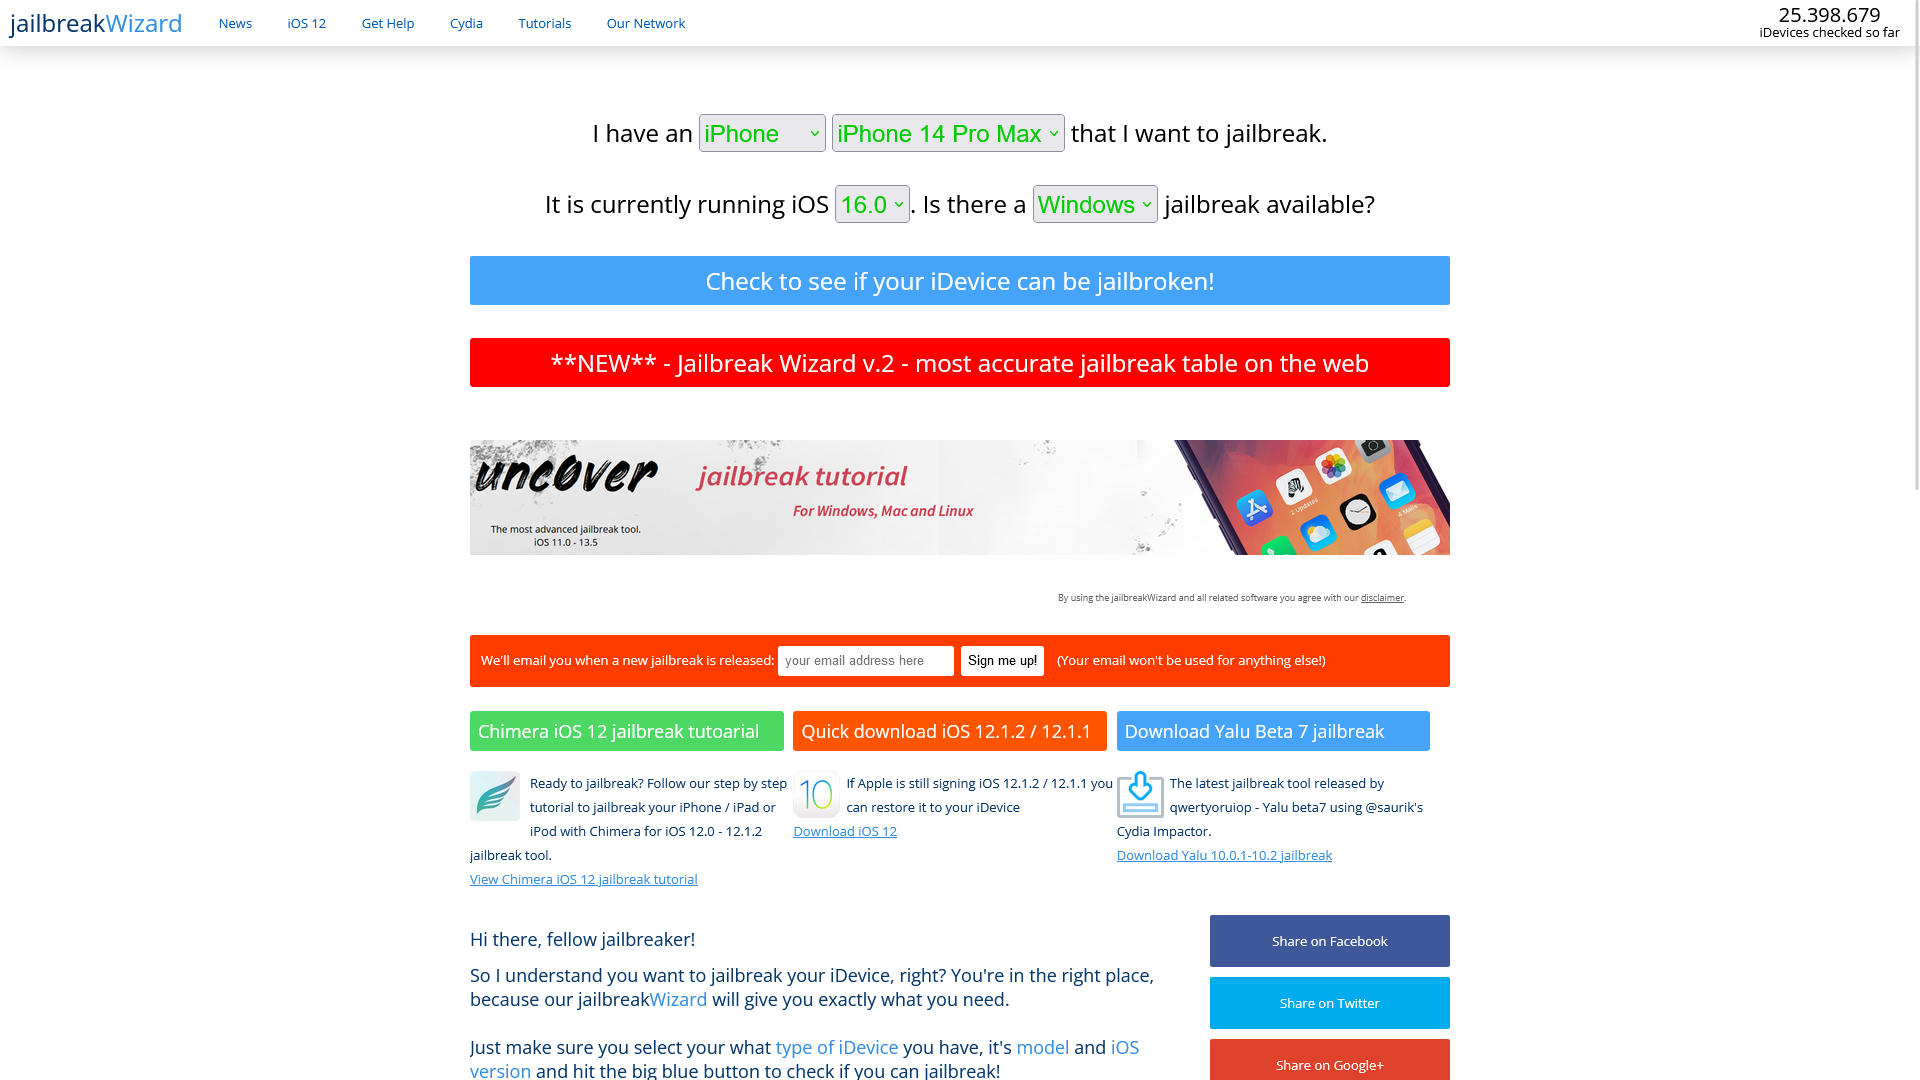 jailbreakWizard News iOS 12 Get Help Cydia Tutorials Our Network 25.398.679
iDevices checked so far
I have an iPhone iPhone 14 Pro Max that I want to jailbreak.
It is currently running iOS 16.0 . Is there a Windows jailbreak available?
Check to see if your iDevice can be jailbroken!
**NEW** - Jailbreak Wizard v.2 - most accurate jailbreak table on the web
unc0ver jailbreak tutorial
For Windows, Mac and Linux
The most advanced jailbreak tool.
iOS 11.0 - 13.5
2 Updates
By using the jailbreakWizard and all related software you agree with our disclaimer.
We'll email you when a new jailbreak is released: your email address here Sign me up! (Your email won't be used for anything else!)
Chimera iOS 12 jailbreak tutoarial
Quick download iOS 12.1.2 / 12.1.1
Download Yalu Beta 7 jailbreak
Ready to jailbreak? Follow our step by step
tutorial to jailbreak your iPhone / iPad or
iPod with Chimera for iOS 12.0 - 12.1.2
jailbreak tool.
View Chimera iOS 12 jailbreak tutorial
10
If Apple is still signing iOS 12.1.2 / 12.1.1 you
can restore it to your iDevice
Download iOS 12
The latest jailbreak tool released by
qwertyoruiop - Yalu beta7 using @saurik's
Cydia Impactor.
Download Yalu 10.0.1-10.2 jailbreak
Hi there, fellow jailbreaker!
So I understand you want to jailbreak your iDevice, right? You're in the right place,
because our jailbreakWizard will give you exactly what you need.
Just make sure you select your what type of iDevice you have, it's model and iOS
version and hit the big blue button to check if you can jailbreak!
Share on Facebook
Share on Twitter
Share on Google+